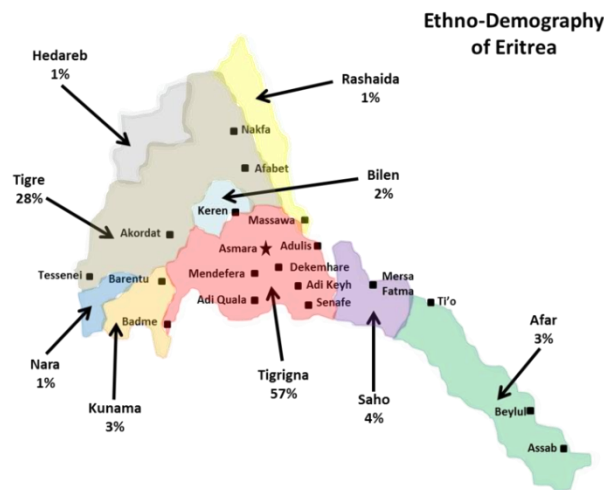 Ethno-Demography
of Eritrea
Hedareb
1%
Rashaida
1%
Nakfa
Afabet
Bilen
2%
Tigre
28%
Keren
Massawa
Akordat
Asmara
Adulis
Tessenei
Barentu
Mendefera
Dekemhare
Mersa
Fatma
Adi Keyh
Adi Quala
Senafe
Ti'o
Badme
Nara
1%
Kunama
3%
Tigrigna
57%
Saho
4%
Afar
3%
Beylul
Assab